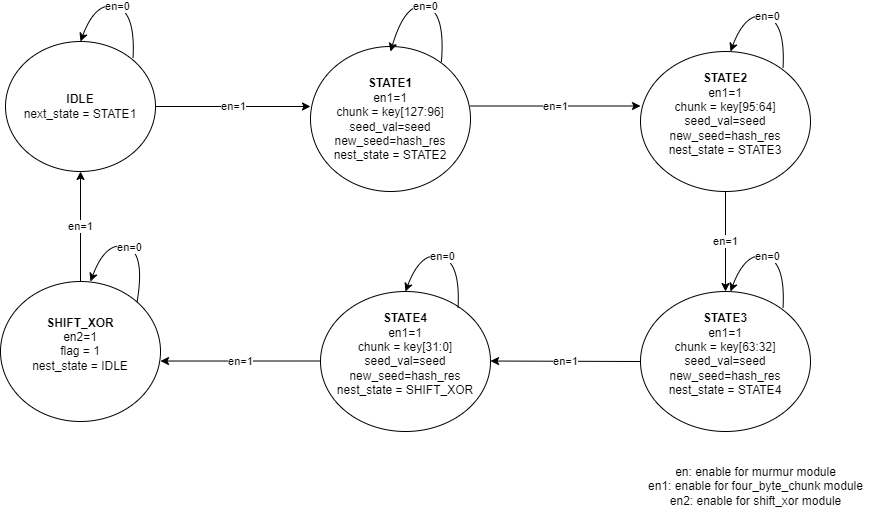 en=0
en=0
en=0
IDLE
next_state = STATE1
en=1
STATE1
en1=1
chunk = key[127:96]
seed_val=seed
new_seed=hash_res
nest_state = STATE2
en=1
STATE2
en1=1
chunk = key[95:64]
seed_val=seed
new_seed=hash_res
nest_state = STATE3
en=1
en=1
en=0
en=0
en=0
SHIFT_XOR
en2=1
flag = 1
nest_state = IDLE
en=1
STATE4
en1=1
chunk = key[31:0]
seed_val=seed
new_seed=hash_res
nest_state = SHIFT_XOR
en=1
STATE3
en1=1
chunk = key[63:32]
seed_val=seed
new_seed=hash_res
nest_state = STATE4
en: enable for murmur module
en1: enable for four_byte_chunk module
en2: enable for shift_xor module